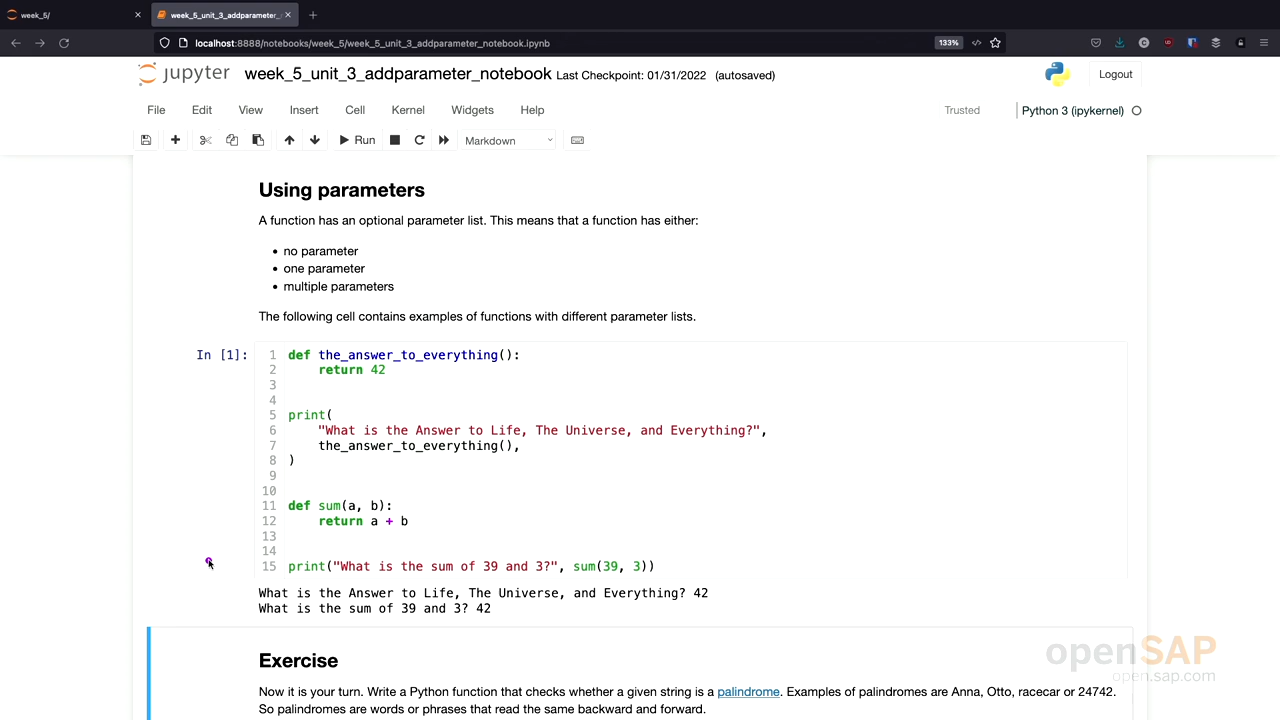 week_5/
week_5_unit_3_addparameter_
localhost:8888/notebooks/week_5/week_5_unit_3_addparameter_notebook.ipynb
133%
jupyter week_5_unit_3_addparameter_notebook Last Checkpoint: 01/31/2022 (autosaved)
Logout
File Edit View Insert Cell Kernel Widgets Help
Trusted
Python 3 (ipykernel)
Run
Markdown
Using parameters
A function has an optional parameter list. This means that a function has either:
• no parameter
• one parameter
• multiple parameters
The following cell contains examples of functions with different parameter lists.
In [1]:
1 def the_answer_to_everything():
2 return 42
3
4
5 print(
6 "What is the Answer to Life, The Universe, and Everything?",
7 the_answer_to_everything(),
8 )
9
10
11 def sum(a, b):
12 return a + b
13
14
15 print("What is the sum of 39 and 3?", sum(39, 3))
What is the Answer to Life, The Universe, and Everything? 42
What is the sum of 39 and 3? 42
Exercise
Now it is your turn. Write a Python function that checks whether a given string is a palindrome. Examples of palindromes are Anna, Otto, racecar or 24742.
So palindromes are words or phrases that read the same backward and forward.
openSAP
open.sap.com